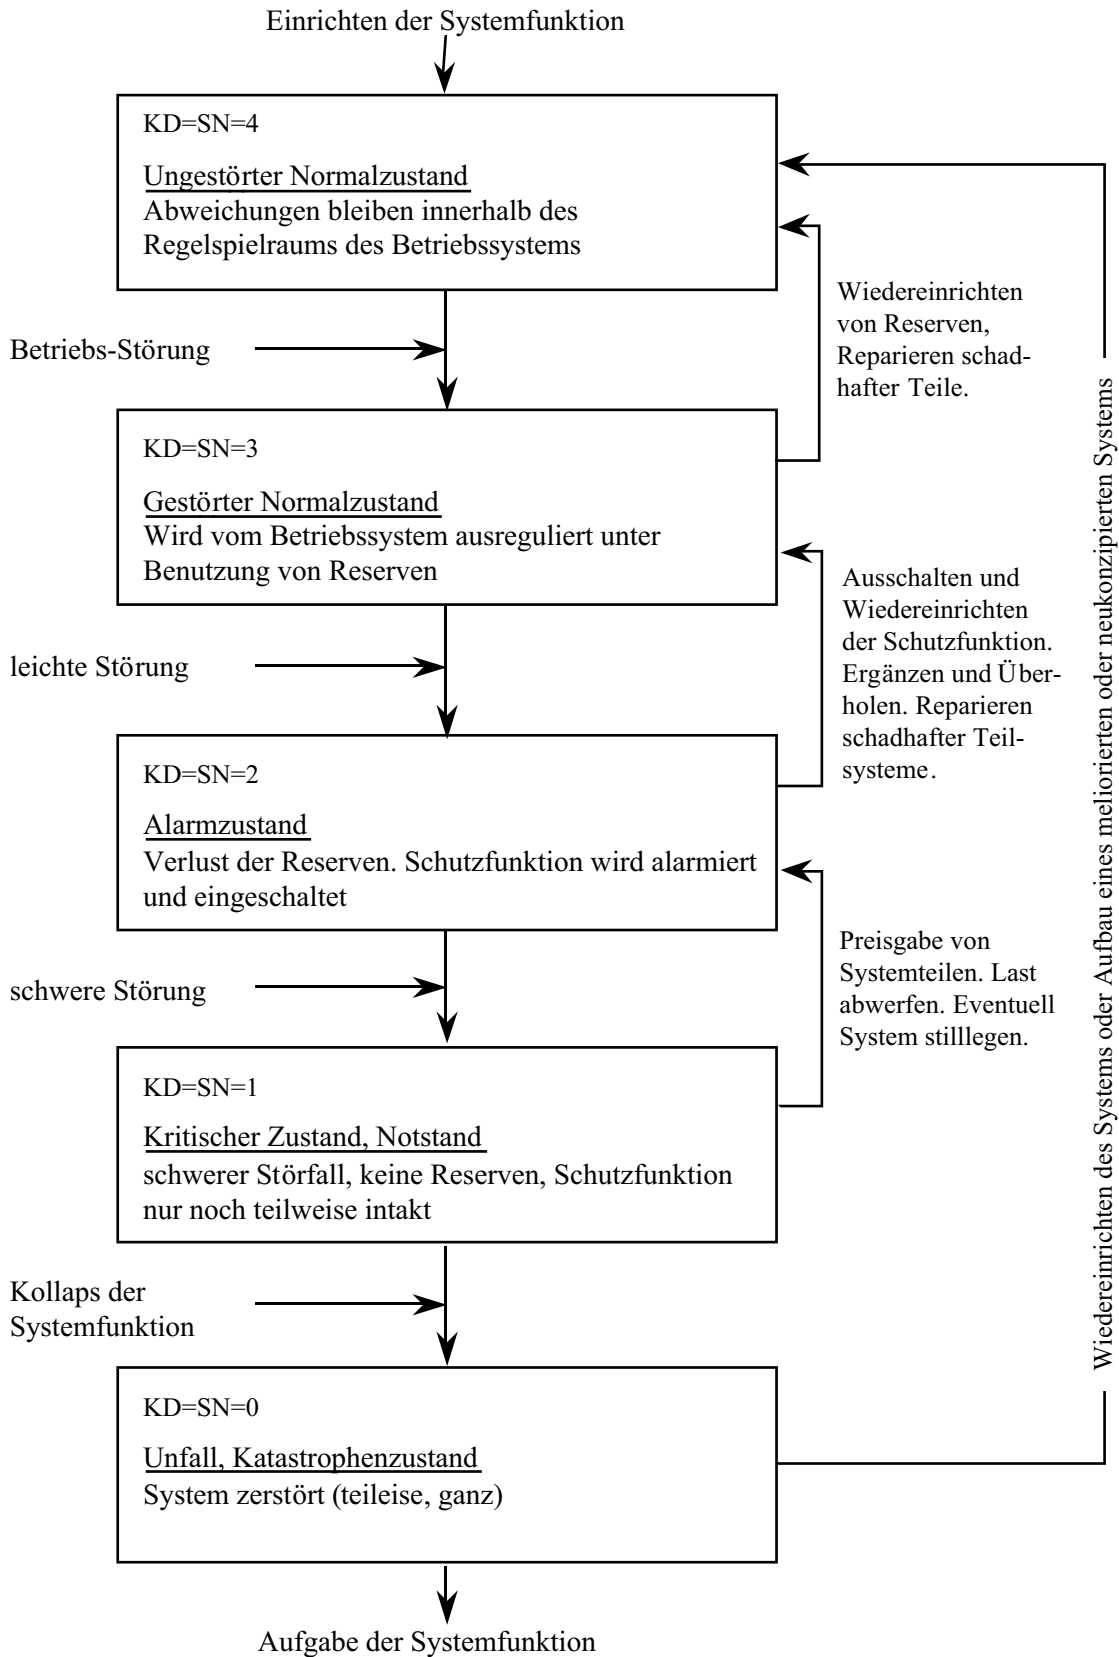 Einrichten der Systemfunktion
KD=SN=4
Ungestörter Normalzustand
Abweichungen bleiben innerhalb des
Regelspielraums des Betriebssystems
Wiedereinrichten
von Reserven,
Reparieren schad-
hafter Teile.
Betriebs-Störung
KD=SN=3
Gestörter Normalzustand
Wird vom Betriebssystem ausreguliert unter
Benutzung von Reserven
Ausschalten und
Wiedereinrichten
der Schutzfunktion.
Ergänzen und Über-
holen. Reparieren
schadhafter Teil-
systeme.
leichte Störung
KD=SN=2
Alarmzustand
Verlust der Reserven. Schutzfunktion wird alarmiert
und eingeschaltet
Preisgabe von
Systemteilen. Last
abwerfen. Eventuell
System stilllegen.
schwere Störung
KD=SN=1
Kritischer Zustand, Notstand
schwerer Störfall, keine Reserven, Schutzfunktion
nur noch teilweise intakt
Kollaps der
Systemfunktion
KD=SN=0
Unfall, Katastrophenzustand
System zerstört (teileise, ganz)
Wiedereinrichten des Systems oder Aufbau eines meliorierten oder neukonzipierten Systems
Aufgabe der Systemfunktion